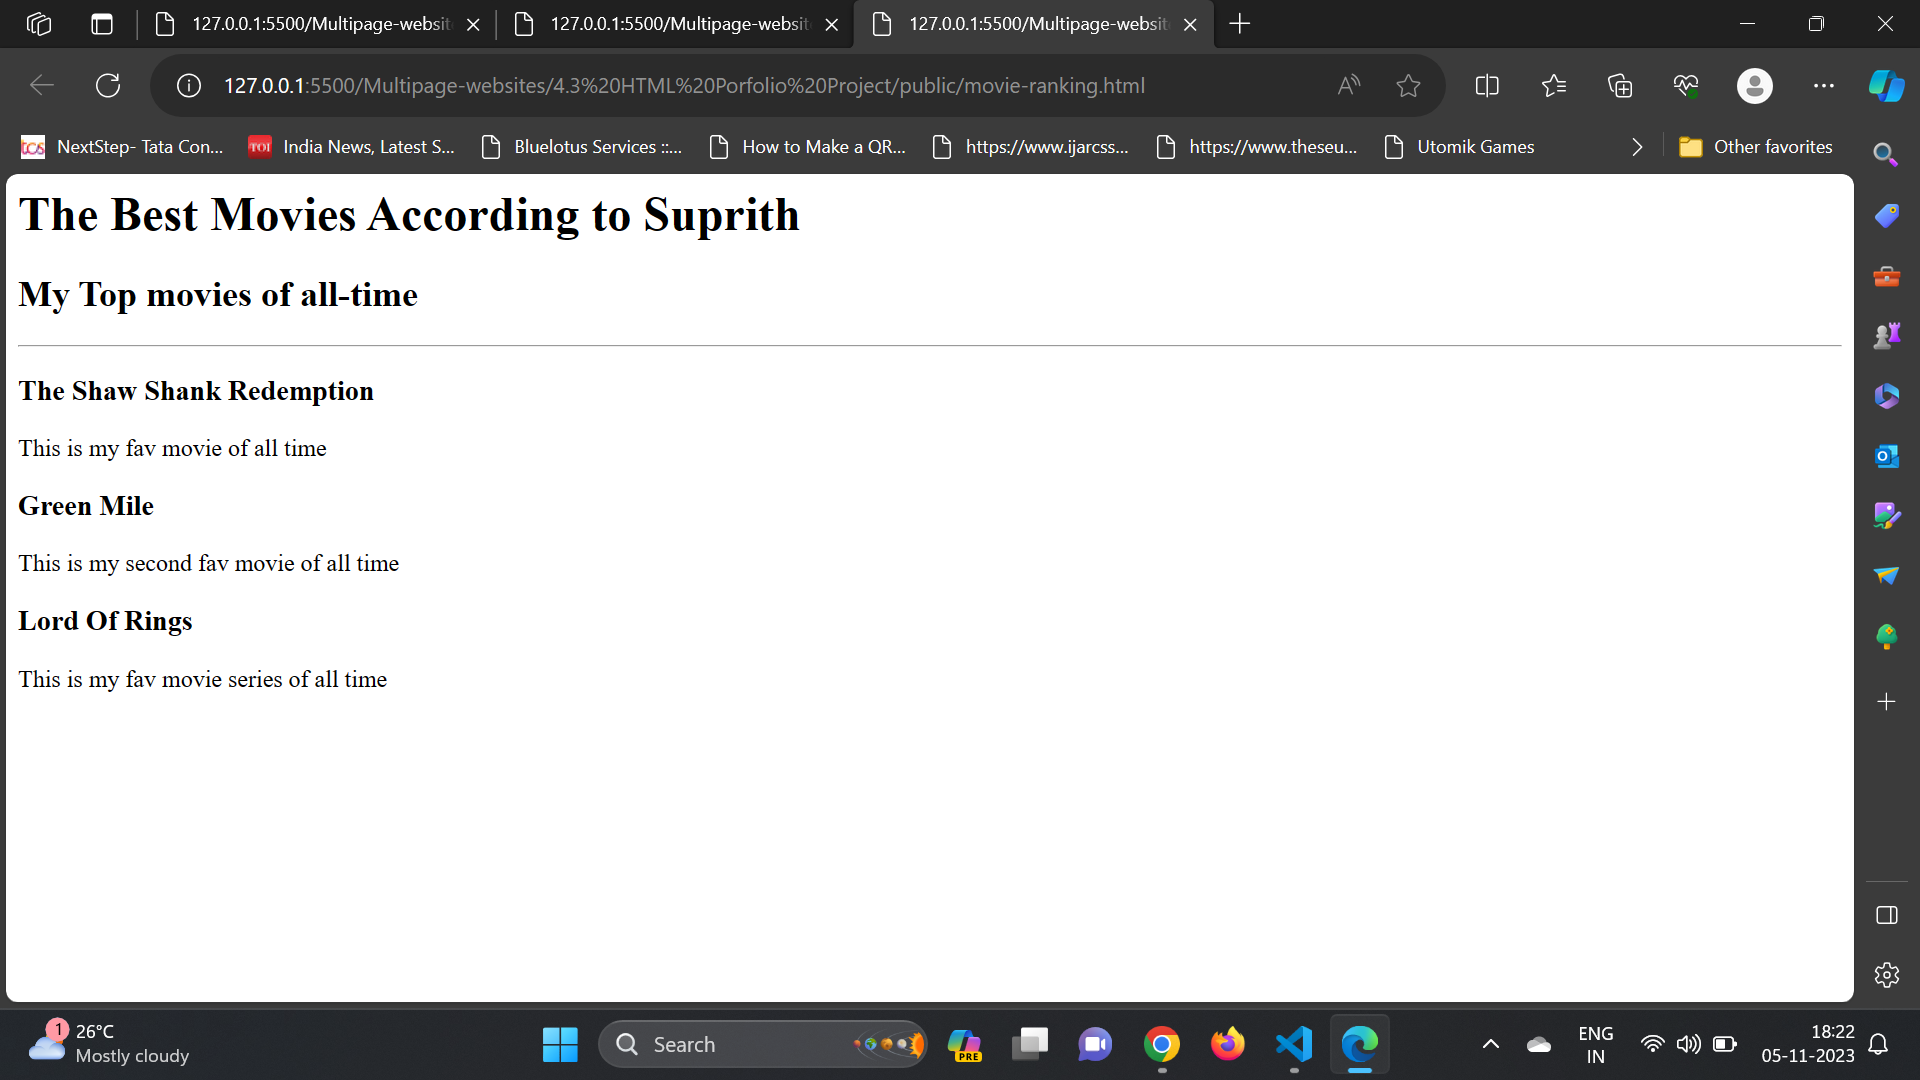 127.0.0.1:5500/Multipage-websit
127.0.0.1:5500/Multipage-websit
127.0.0.1:5500/Multipage-websit
127.0.0.1:5500/Multipage-websites/4.3%20HTML%20Porfolio%20Project/public/movie-ranking.html
tcs NextStep- Tata Con... TOI India News, Latest S... Bluelotus Services ::... How to Make a QR... https://www.ijarcss... https://www.theseu... Utomik Games Other favorites
The Best Movies According to Suprith
My Top movies of all-time
The Shaw Shank Redemption
This is my fav movie of all time
Green Mile
This is my second fav movie of all time
Lord Of Rings
This is my fav movie series of all time
1
26°C
Mostly cloudy
Search
PRE
ENG
IN
18:22
05-11-2023